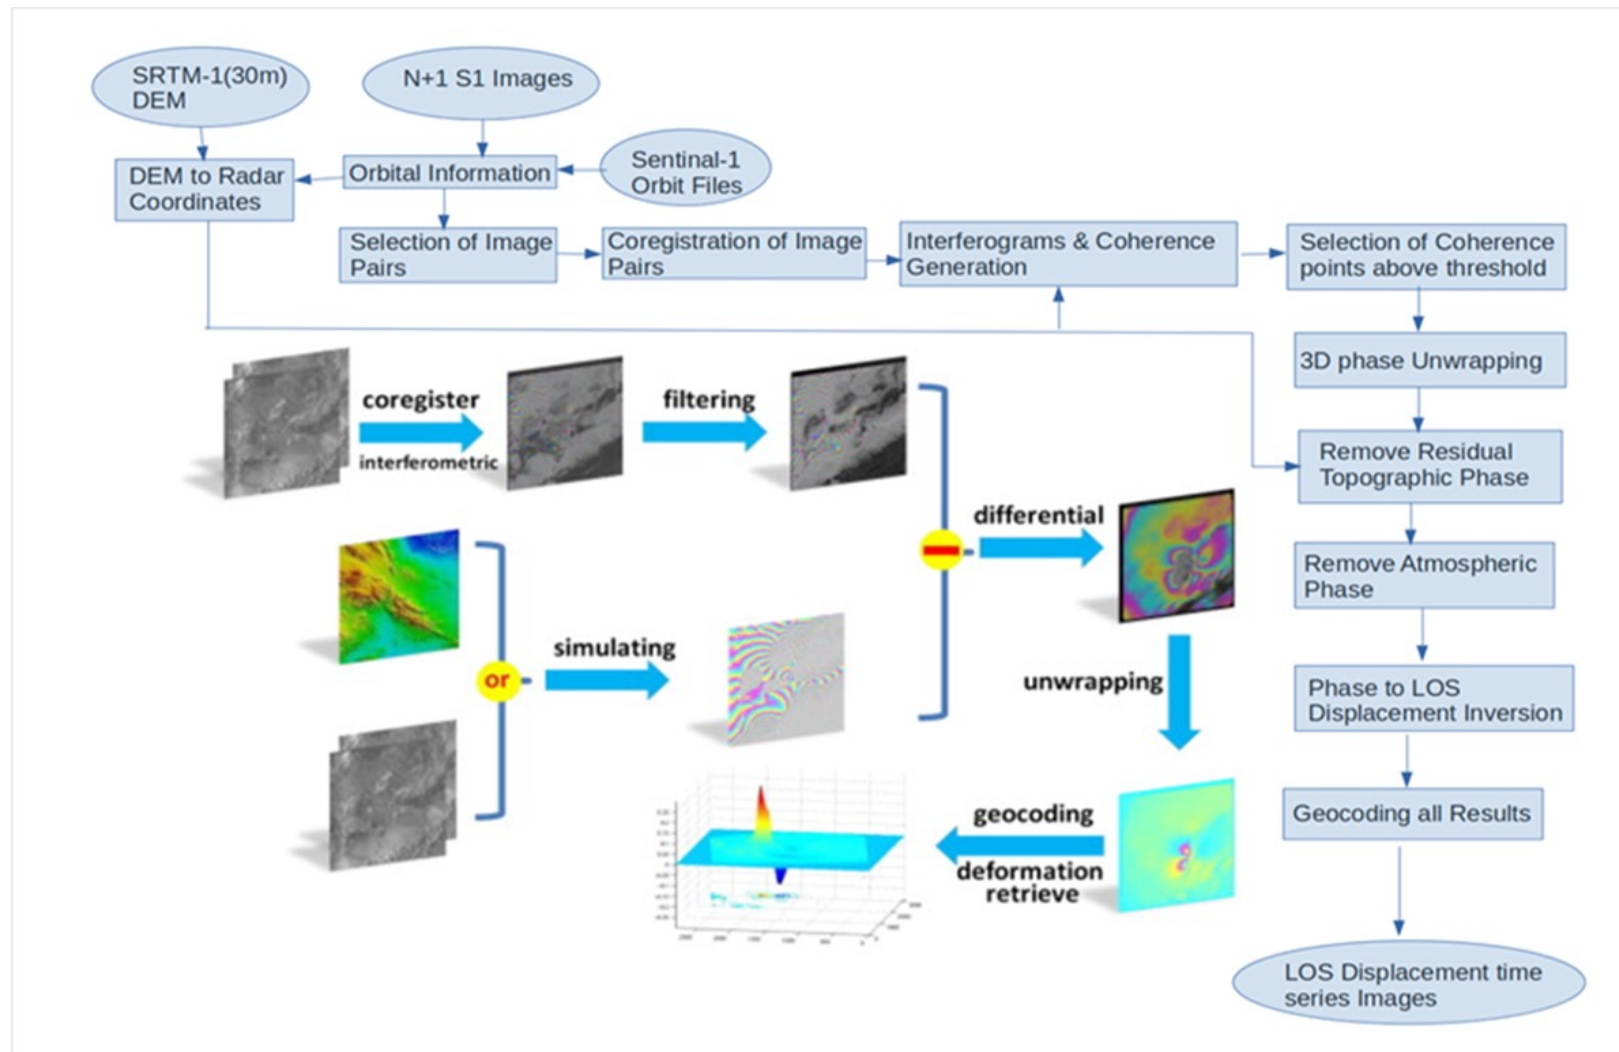 SRTM-1(30m)
DEM
N+1 S1 Images
Sentinal-1
Orbit Files
DEM to Radar
Coordinates
Orbital Information
Selection of Image
Pairs
Coregistration of Image
Pairs
Interferograms & Coherence
Generation
Selection of Coherence
points above threshold
3D phase Unwrapping
Remove Residual
Topographic Phase
Remove Atmospheric
Phase
Phase to LOS
Displacement Inversion
Geocoding all Results
LOS Displacement time
series Images
coregister
interferometric
filtering
differential
or
simulating
unwrapping
geocoding
deformation
retrieve